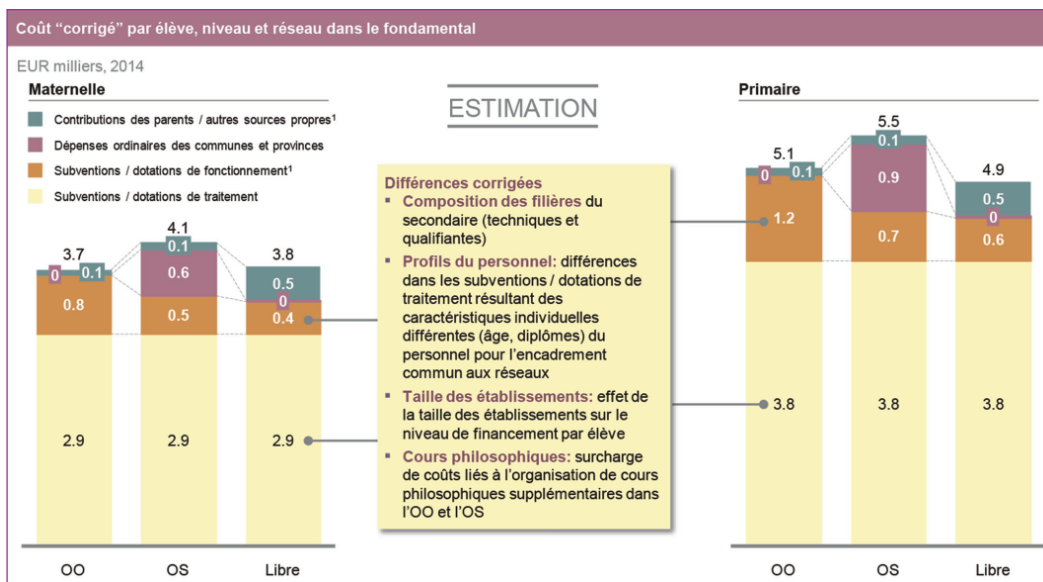 Coût “corrigé” par élève, niveau et réseau dans le fondamental
EUR milliers, 2014
Maternelle
Contributions des parents / autres sources propres¹
Dépenses ordinaires des communes et provinces
Subventions / dotations de fonctionnement¹
Subventions / dotations de traitement
3.7
0
0.1
0.8
2.9
OO
4.1
0.1
0.6
0.5
2.9
OS
3.8
0.5
0
0.4
2.9
Libre
ESTIMATION
Différences corrigées
▪ Composition des filières du
secondaire (techniques et
qualifiantes)
▪ Profils du personnel: différences
dans les subventions / dotations de
traitement résultant des
caractéristiques individuelles
différentes (âge, diplômes) du
personnel pour l’encadrement
commun aux réseaux
▪ Taille des établissements: effet de
la taille des établissements sur le
niveau de financement par élève
▪ Cours philosophiques: surcharge
de coûts liés à l’organisation de cours
philosophiques supplémentaires dans
l’OO et l’OS
Primaire
5.1
0
0.1
1.2
3.8
OO
5.5
0.1
0.9
0.7
3.8
OS
4.9
0.5
0
0.6
3.8
Libre